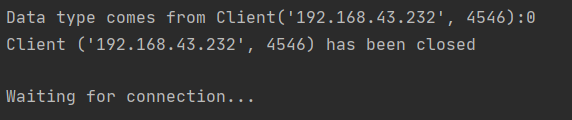 Data type comes from Client('192.168.43.232', 4546):0
Client ('192.168.43.232', 4546) has been closed
Waiting for connection...